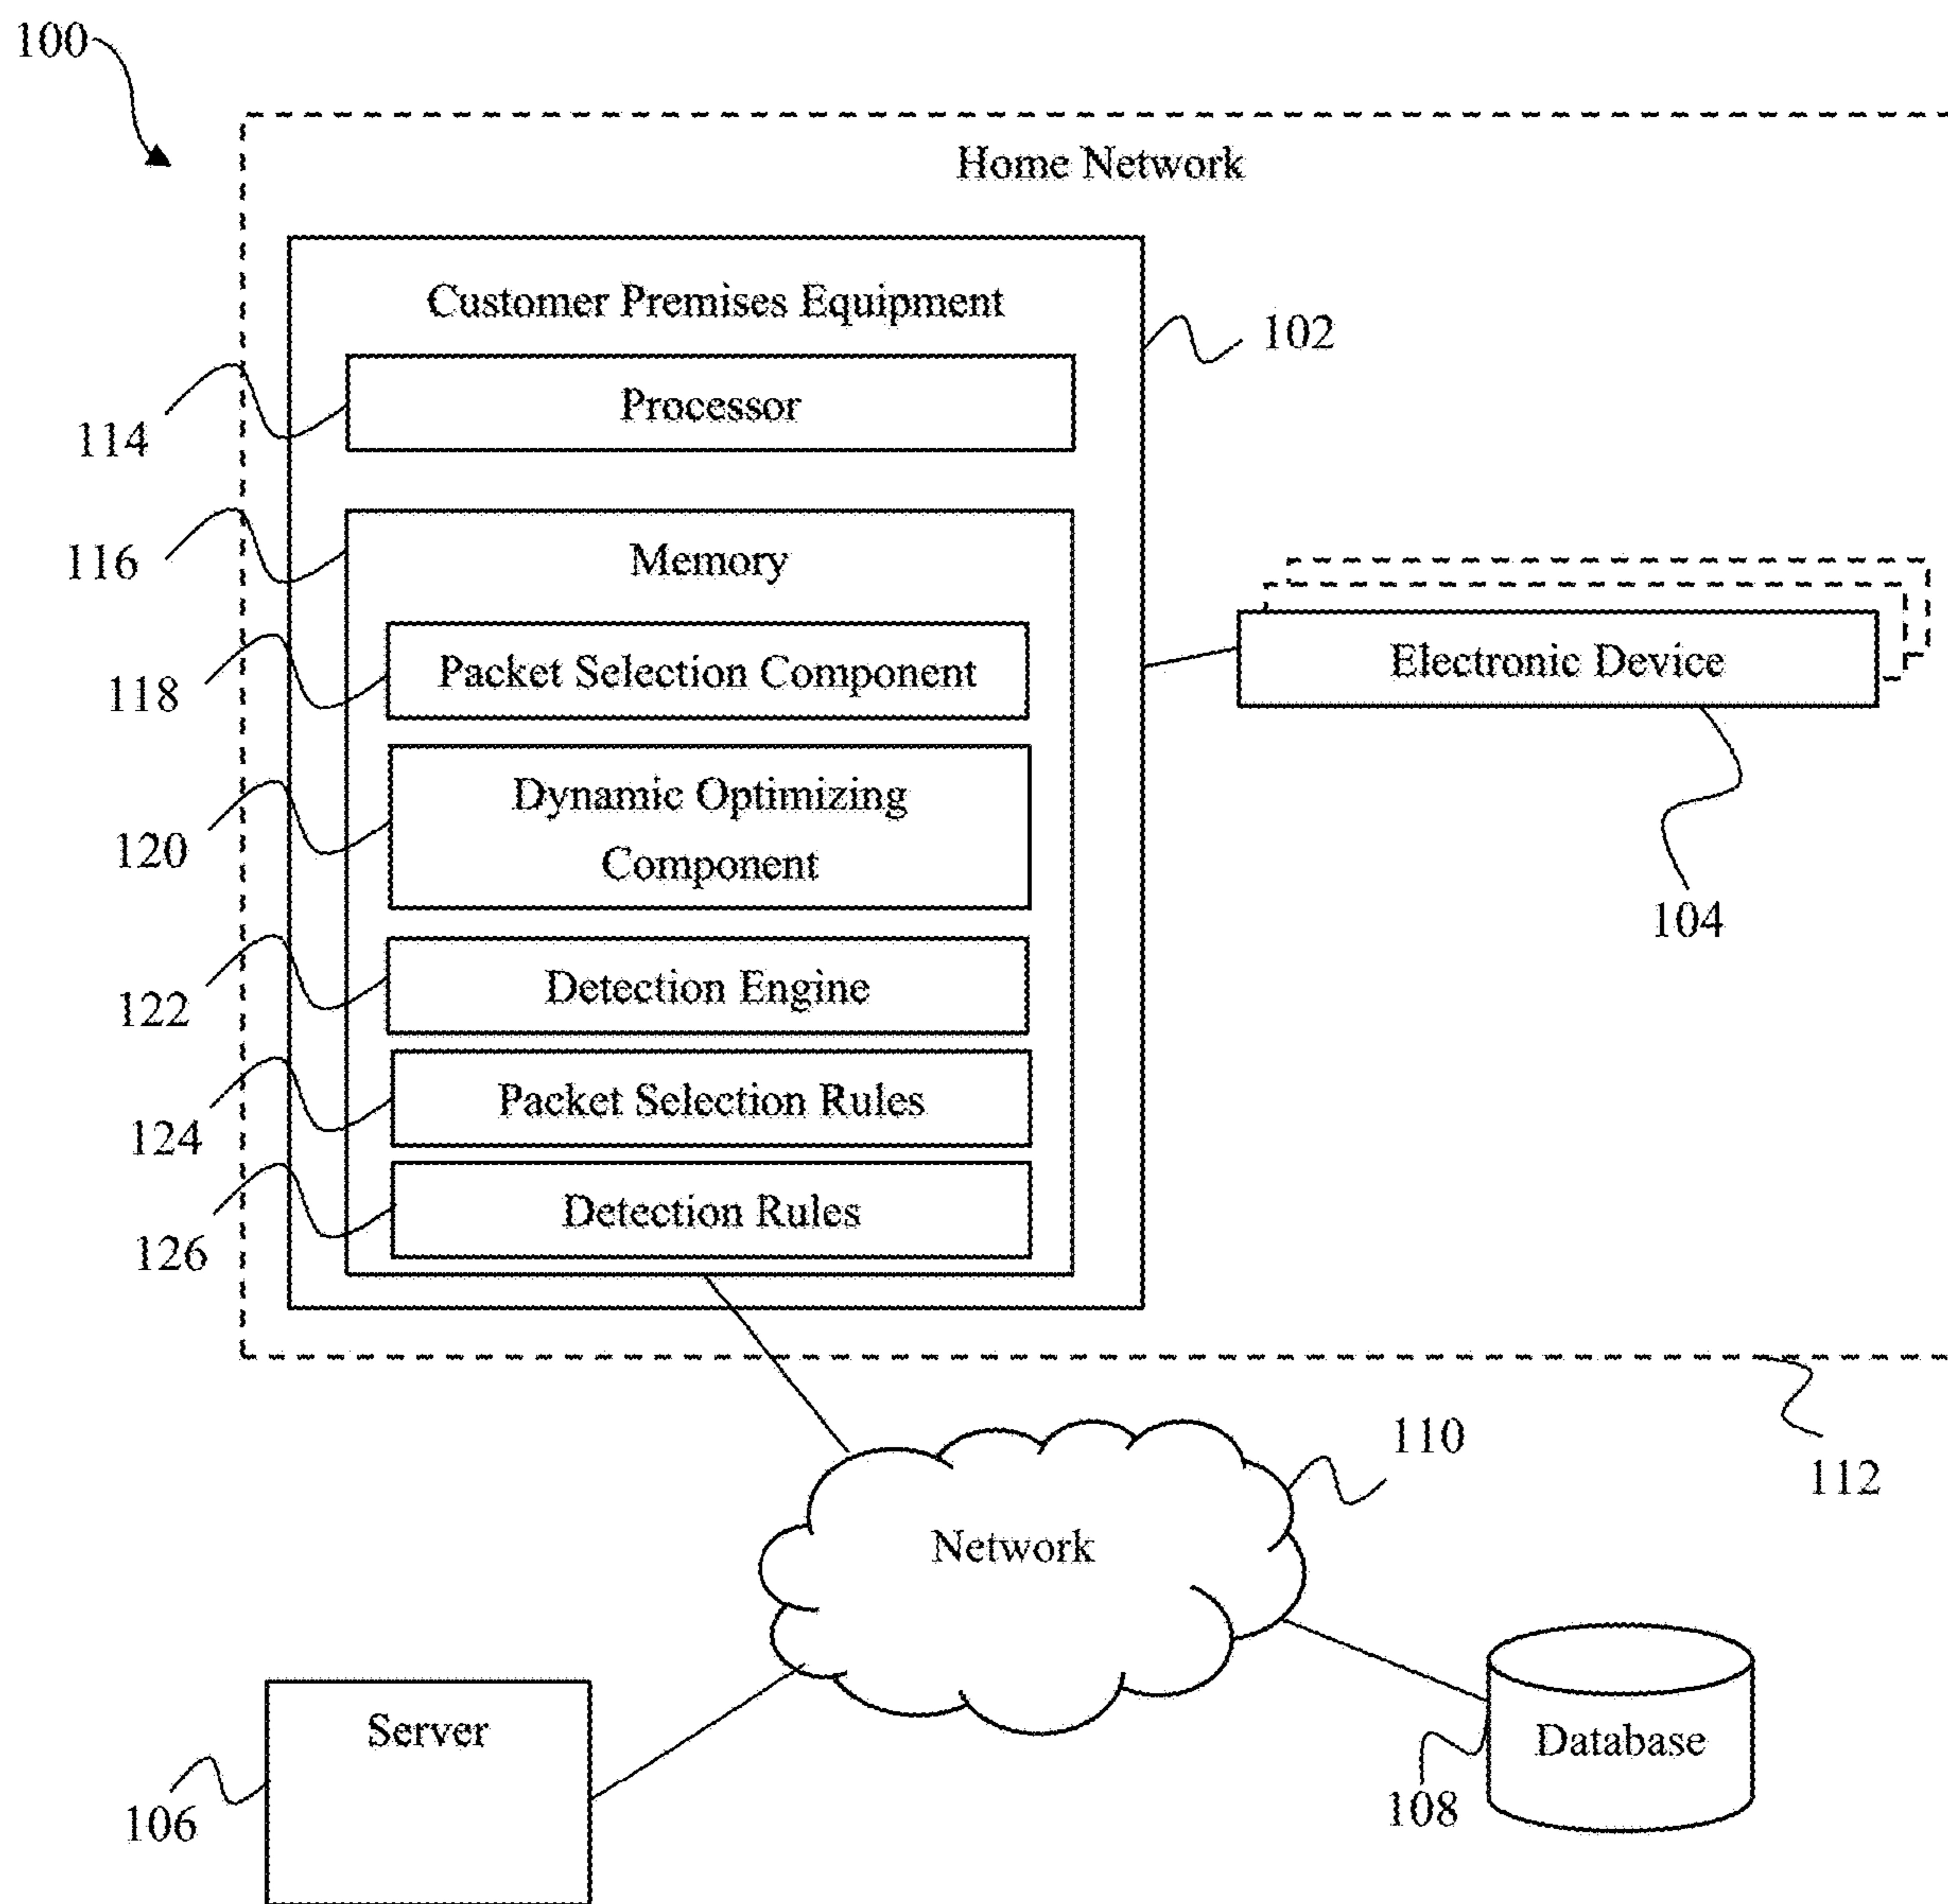 100
Home Network
Customer Premises Equipment
102
Processor
114
Memory
116
Packet Selection Component
118
Electronic Device
104
Dynamic Optimizing
Component
120
Detection Engine
122
Packet Selection Rules
124
Detection Rules
126
112
110
Network
Server
106
Database
108